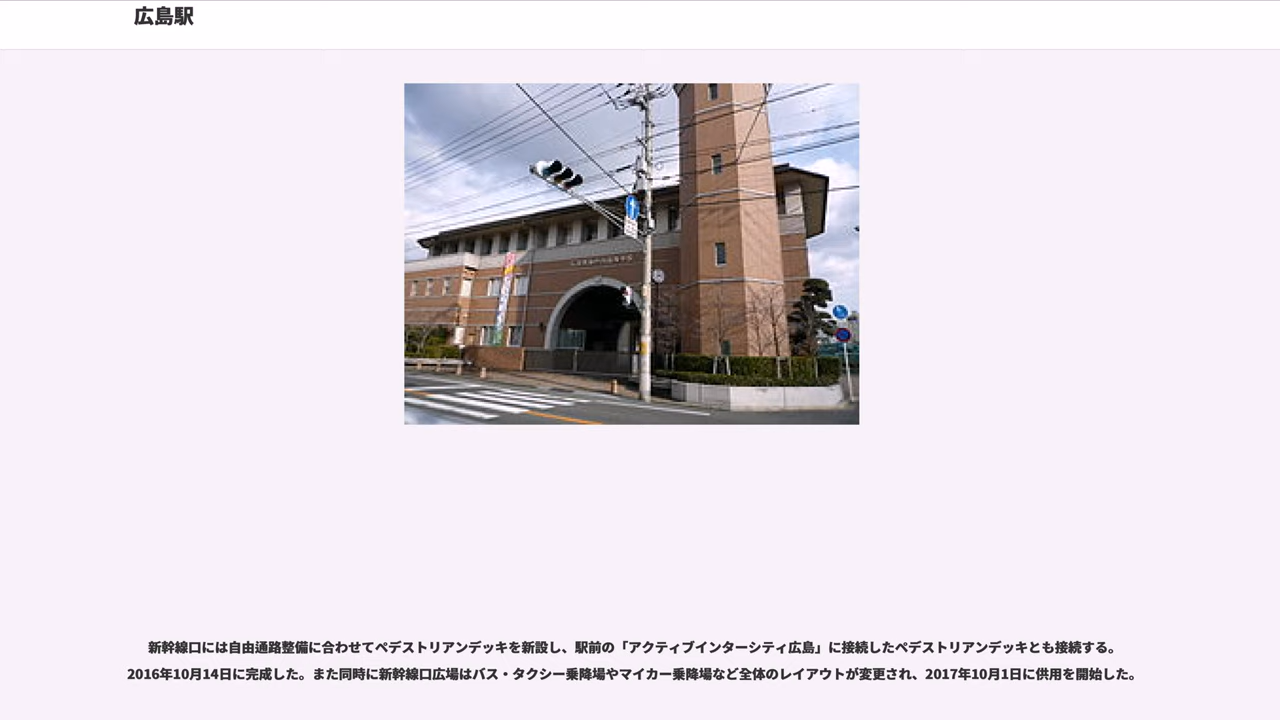 広島駅
新幹線口には自由通路整備に合わせてペデストリアンデッキを新設し、駅前の「アクティブインターシティ広島」に接続したペデストリアンデッキとも接続する。
2016年10月14日に完成した。また同時に新幹線口広場はバス・タクシー乗降場やマイカー乗降場など全体のレイアウトが変更され、2017年10月1日に供用を開始した。